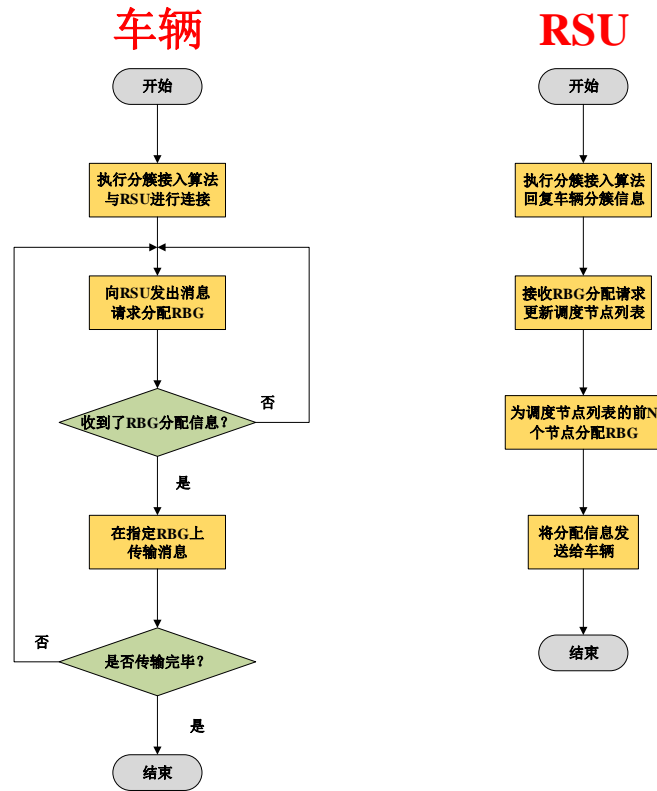 车辆
开始
执行分簇接入算法
与RSU进行连接
向RSU发出消息
请求分配RBG
收到了RBG分配信息？
否
是
在指定RBG上
传输消息
否
是否传输完毕？
是
结束
RSU
开始
执行分簇接入算法
回复车辆分簇信息
接收RBG分配请求
更新调度节点列表
为调度节点列表的前N
个节点分配RBG
将分配信息发
送给车辆
结束